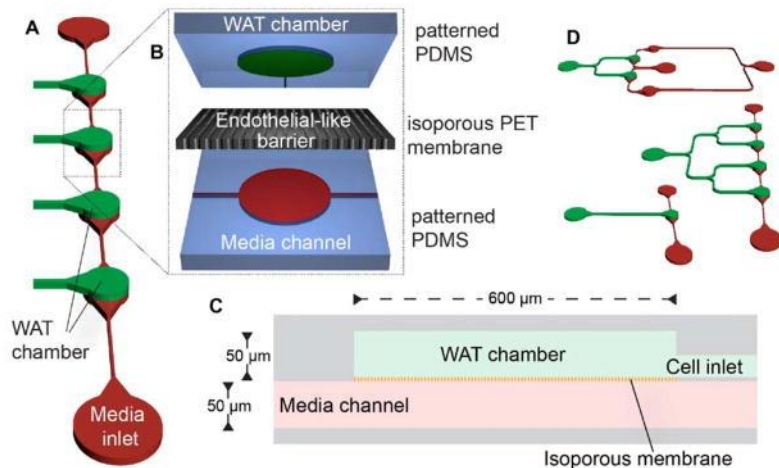 A
WAT
chamber
Media
inlet
B
WAT chamber
patterned
PDMS
Endothelial-like
barrier
isoporous PET
membrane
Media channel
patterned
PDMS
D
C
600 µm
50 µm
WAT chamber
Cell inlet
50 µm
Media channel
Isoporous membrane